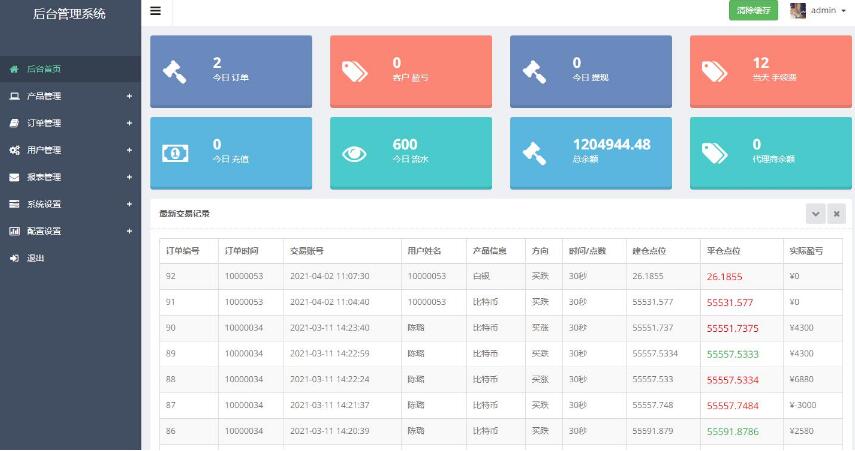 后台管理系统
清除缓存 admin
后台首页
产品管理 +
订单管理 +
用户管理 +
报表管理 +
系统设置 +
配置设置 +
退出
2
今日 订单
0
客户 盈亏
0
今日 提现
12
当天 手续费
0
今日 充值
600
今日 流水
1204944.48
总余额
0
代理商余额
最新交易记录
订单编号 订单时间 交易账号 用户姓名 产品信息 方向 时间/点数 建仓点位 平仓点位 实际盈亏
92 10000053 2021-04-02 11:07:30 10000053 白银 买跌 30秒 26.1855 26.1855 ¥0
91 10000053 2021-04-02 11:04:40 10000053 比特币 买跌 30秒 55531.577 55531.577 ¥0
90 10000034 2021-03-11 14:23:40 陈璐 比特币 买涨 30秒 55551.737 55551.7375 ¥4300
89 10000034 2021-03-11 14:22:59 陈璐 比特币 买跌 30秒 55557.5334 55557.5333 ¥4300
88 10000034 2021-03-11 14:22:24 陈璐 比特币 买涨 30秒 55557.533 55557.5334 ¥6880
87 10000034 2021-03-11 14:21:37 陈璐 比特币 买跌 30秒 55557.748 55557.7484 ¥-3000
86 10000034 2021-03-11 14:20:39 陈璐 比特币 买跌 30秒 55591.879 55591.8786 ¥2580